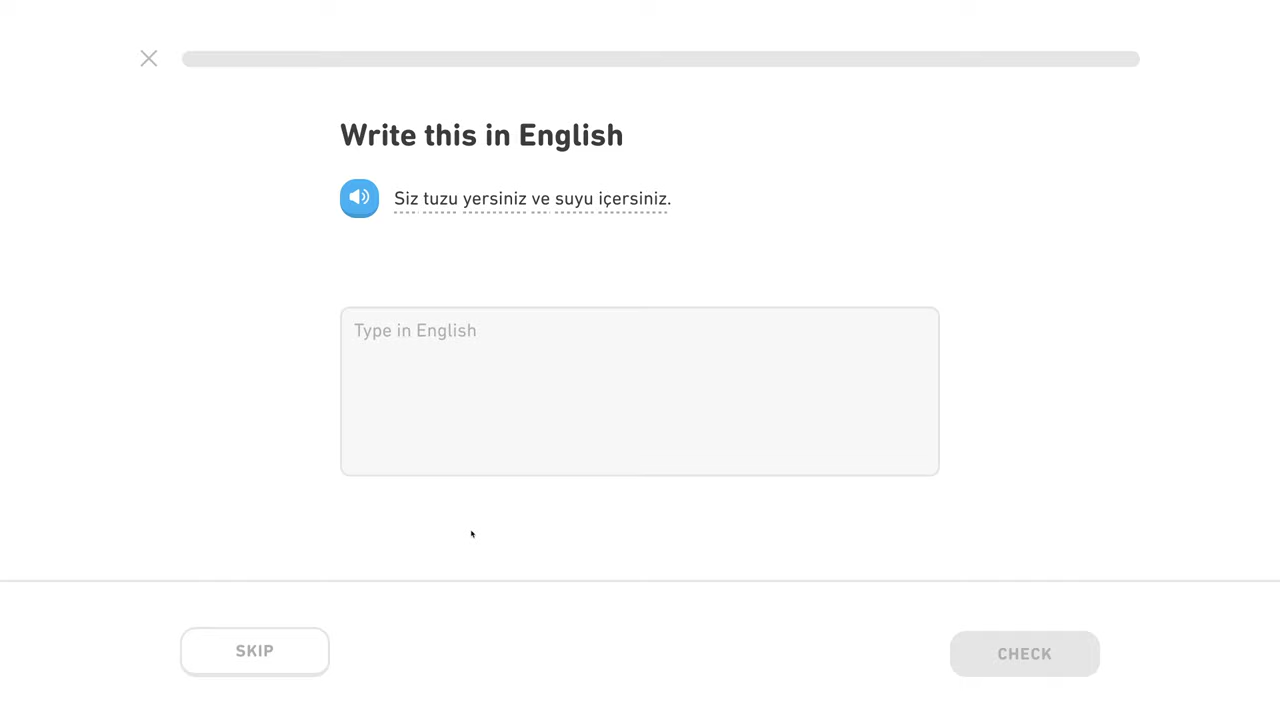 Write this in English
Siz tuzu yersiniz ve suyu içersiniz.
Type in English
SKIP
CHECK